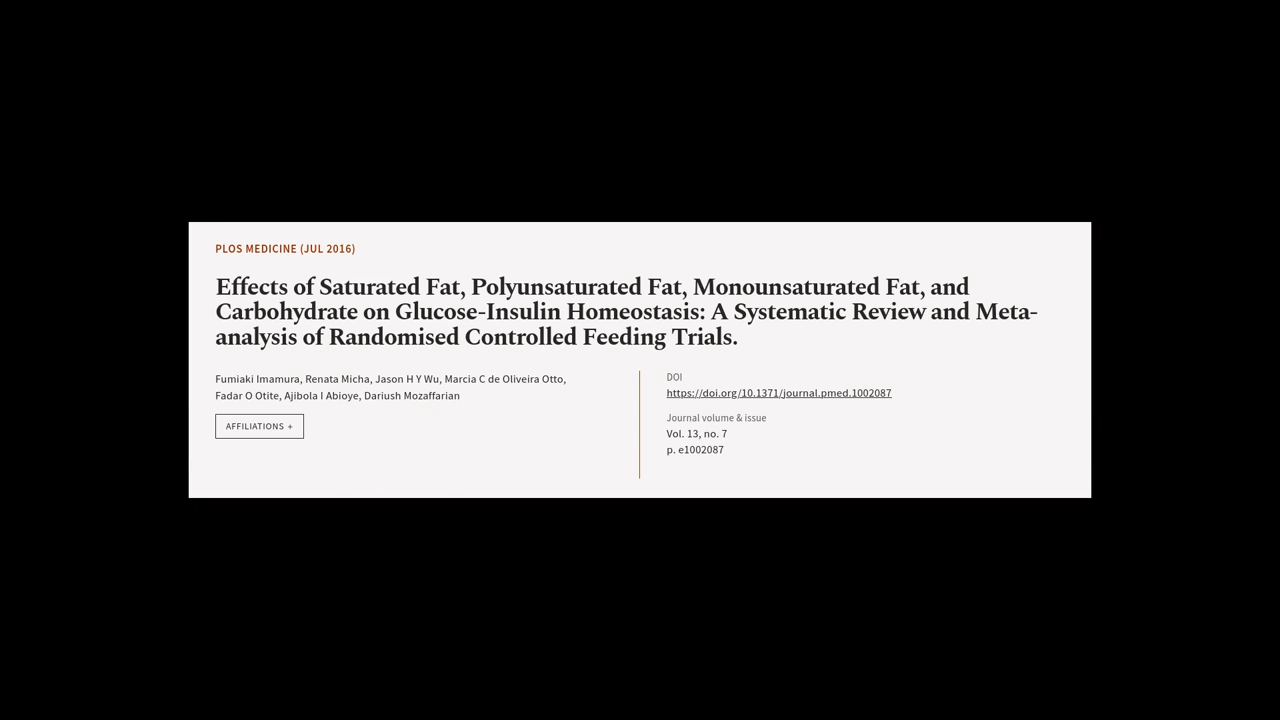 PLOS MEDICINE (JUL 2016)
Effects of Saturated Fat, Polyunsaturated Fat, Monounsaturated Fat, and
Carbohydrate on Glucose-Insulin Homeostasis: A Systematic Review and Meta-
analysis of Randomised Controlled Feeding Trials.
Fumiaki Imamura, Renata Micha, Jason H Y Wu, Marcia C de Oliveira Otto,
Fadar O Otite, Ajibola I Abioye, Dariush Mozaffarian
AFFILIATIONS +
DOI
https://doi.org/10.1371/journal.pmed.1002087
Journal volume & issue
Vol. 13, no. 7
p. e1002087